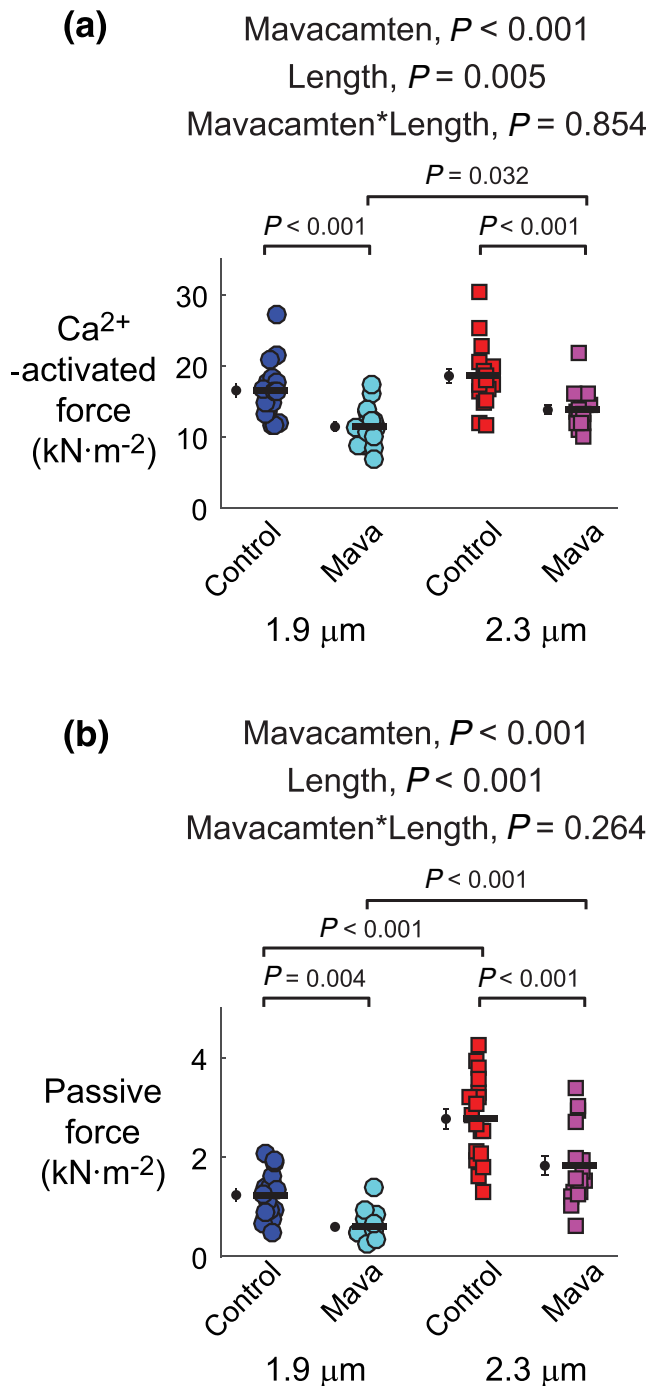 (a)
Mavacamten, P < 0.001
Length, P = 0.005
Mavacamten*Length, P = 0.854
P = 0.032
P < 0.001
P < 0.001
Ca2+
-activated
force
(kN·m-2)
30
20
10
0
Control
Mava
Control
Mava
1.9 μm
2.3 μm
(b)
Mavacamten, P < 0.001
Length, P < 0.001
Mavacamten*Length, P = 0.264
P < 0.001
P < 0.001
P = 0.004
P < 0.001
Passive
force
(kN·m-2)
4
2
0
Control
Mava
Control
Mava
1.9 μm
2.3 μm